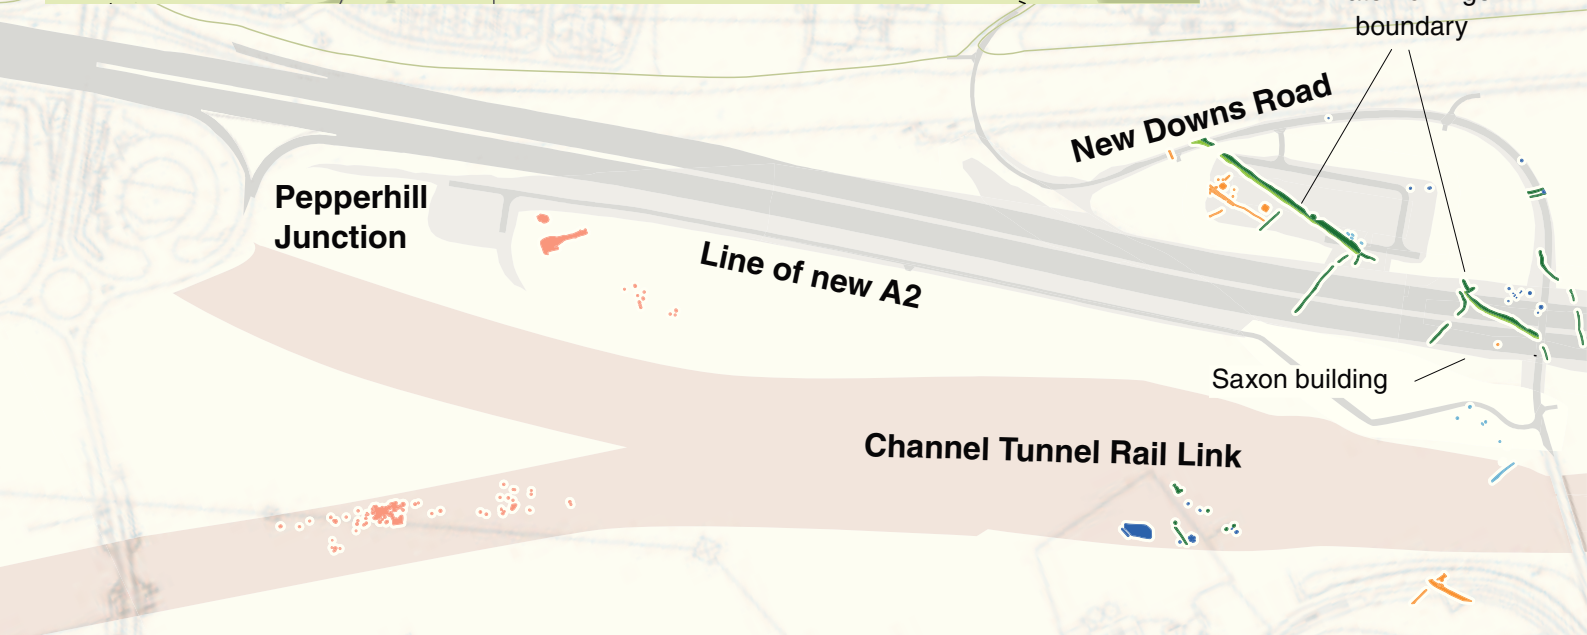 boundary
New Downs Road
Pepperhill
Junction
Line of new A2
Saxon building
Channel Tunnel Rail Link